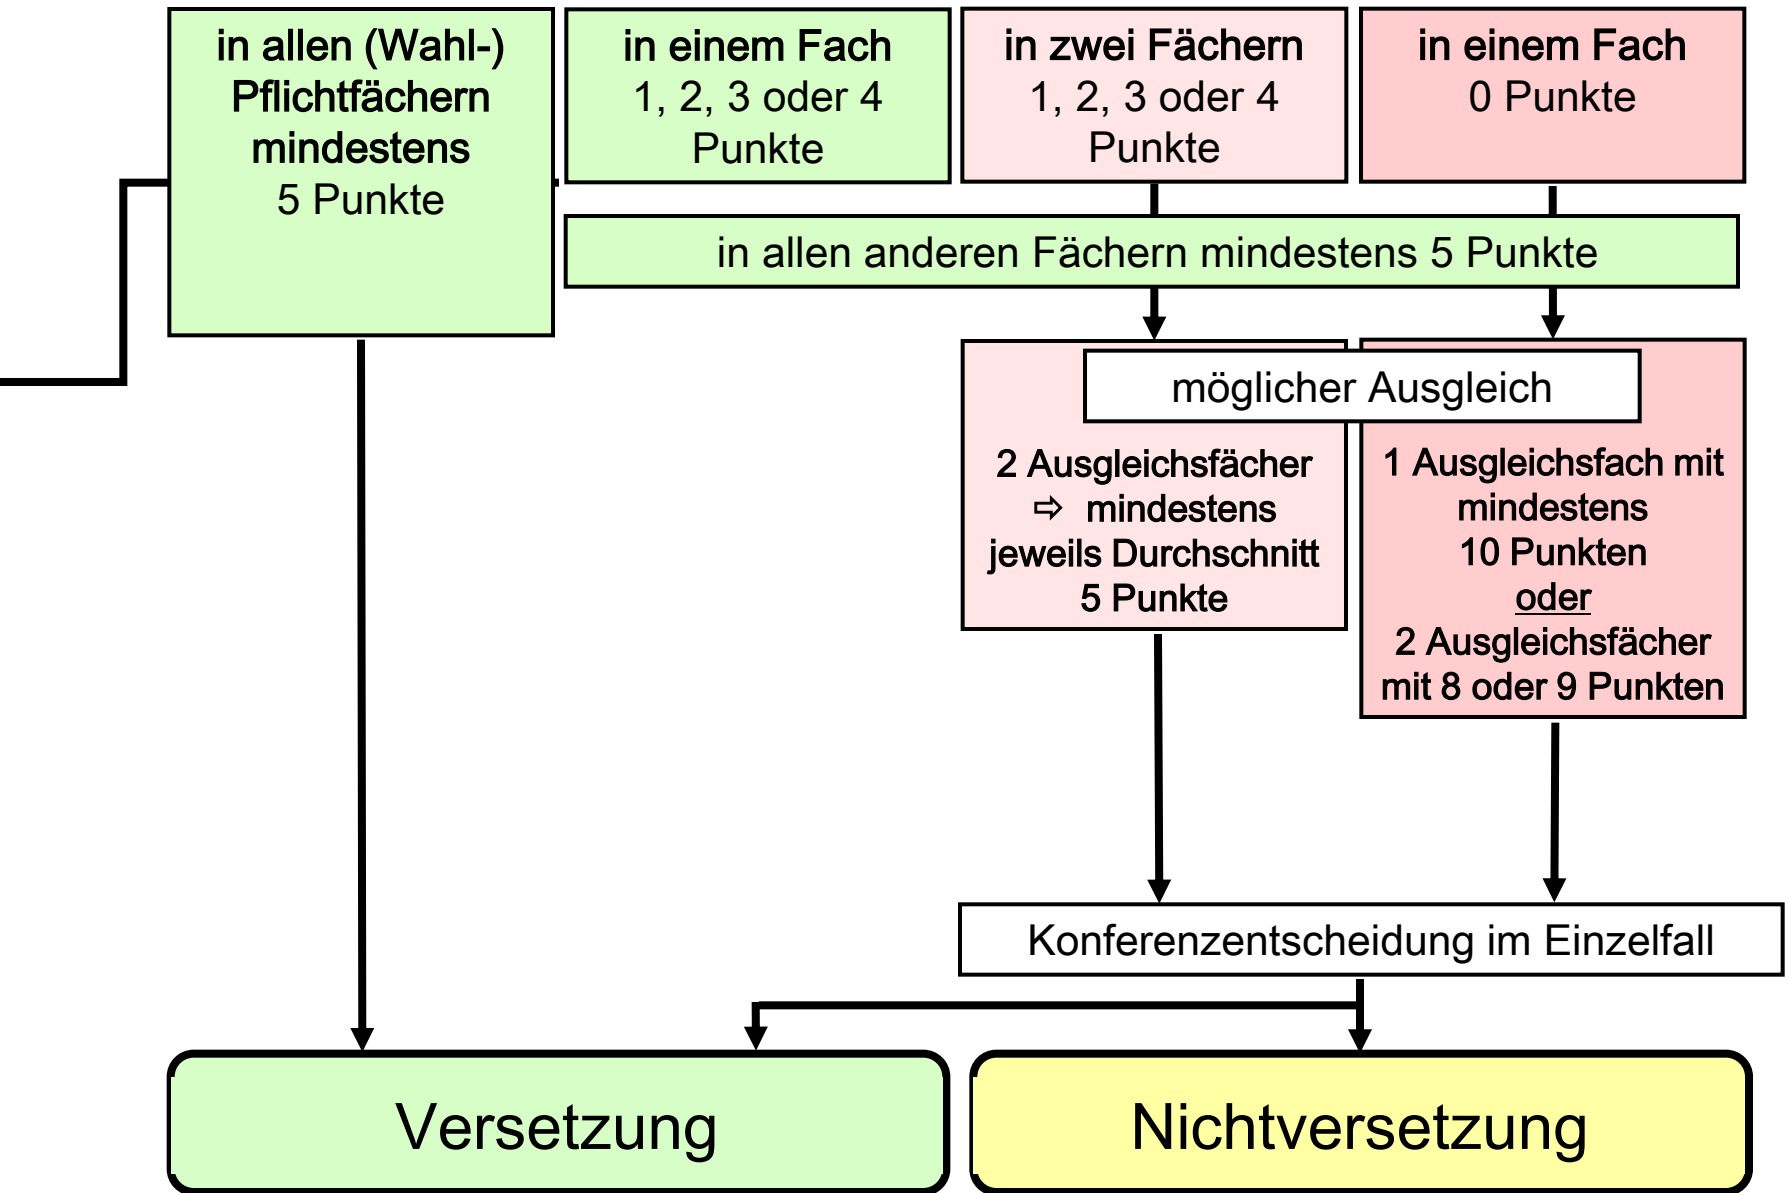 in allen (Wahl-)
Pflichtfächern
mindestens
5 Punkte
in einem Fach
1, 2, 3 oder 4
Punkte
in zwei Fächern
1, 2, 3 oder 4
Punkte
in einem Fach
0 Punkte
in allen anderen Fächern mindestens 5 Punkte
möglicher Ausgleich
2 Ausgleichsfächer
⇨ mindestens
jeweils Durchschnitt
5 Punkte
1 Ausgleichsfach mit
mindestens
10 Punkten
oder
2 Ausgleichsfächer
mit 8 oder 9 Punkten
Konferenzentscheidung im Einzelfall
Versetzung
Nichtversetzung